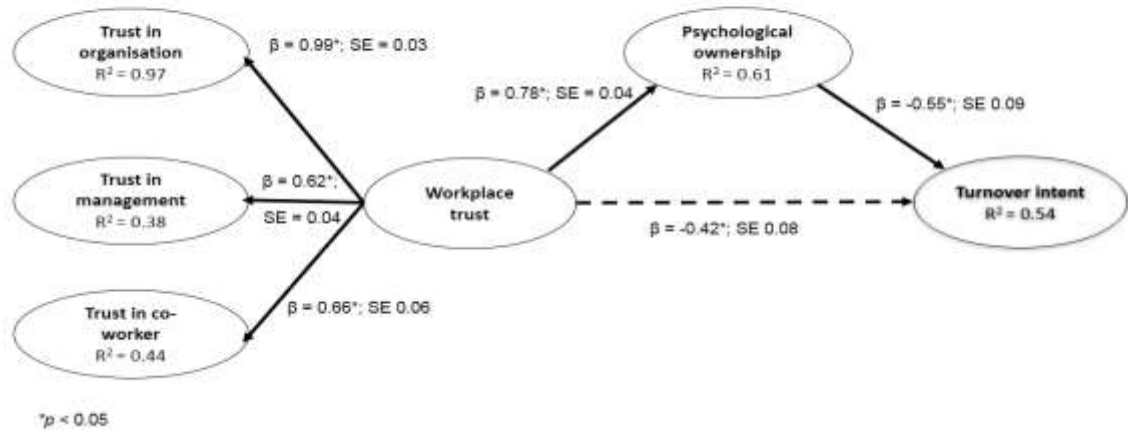 Trust in
organisation
R² = 0.97
β = 0.99*; SE = 0.03
Psychological
ownership
R² = 0.61
β = 0.78*; SE = 0.04
β = -0.55*; SE 0.09
Trust in
management
R² = 0.38
β = 0.62*,
SE = 0.04
Workplace
trust
Turnover intent
R² = 0.54
β = -0.42*; SE 0.08
Trust in co-
worker
R² = 0.44
β = 0.66*; SE 0.06
*p < 0.05